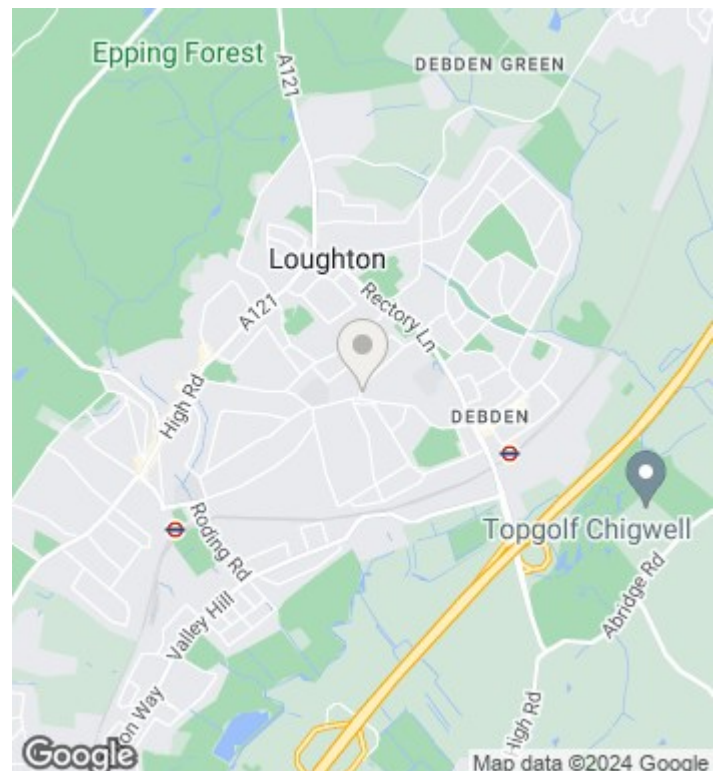 Epping Forest
A121
DEBDEN GREEN
Loughton
A121
Rectory Ln
High Rd
DEBDEN
Topgolf Chigwell
Roding Rd
Abridge Rd
Valley Hill
High Rd
Way
Google
Map data ©2024 Google